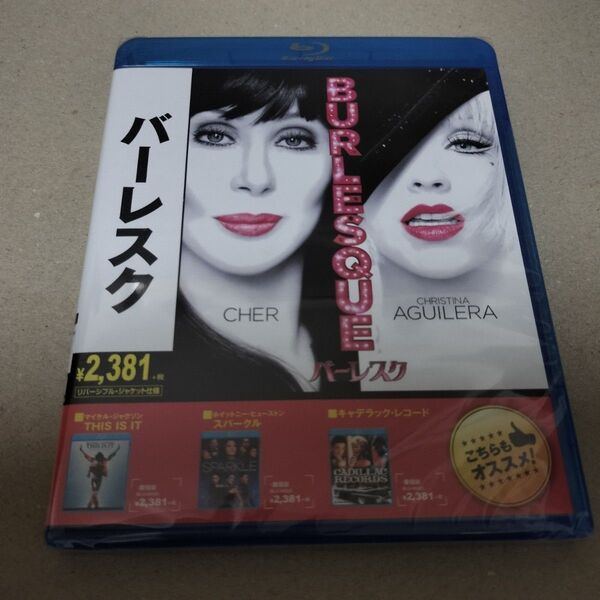 Blu-ray Disc
バーレスク
BURLESQUE
CHER
CHRISTINA
AGUILERA
バーレスク
¥2,381+税
リバーシブル・ジャケット仕様
マイケル・ジャクソン
THIS IS IT
THIS IS IT
¥2,381
ホイットニー・ヒューストン
スパークル
SPARKLE
¥2,381
キャデラック・レコード
CADILLAC
RECORDS
¥2,381
こちらも
オススメ!